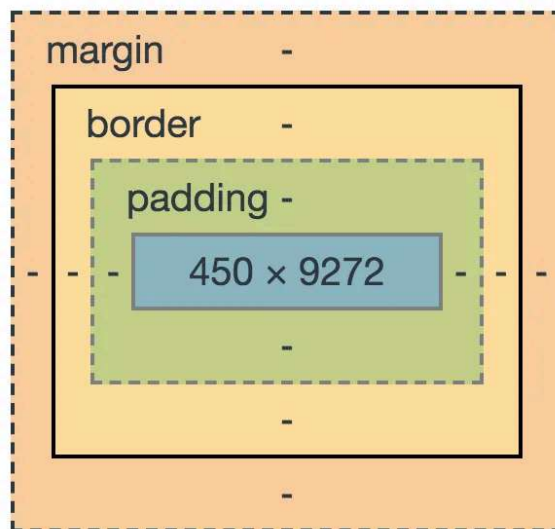 margin -
border -
padding -
- - - 450 × 9272 - - -
-
-
-